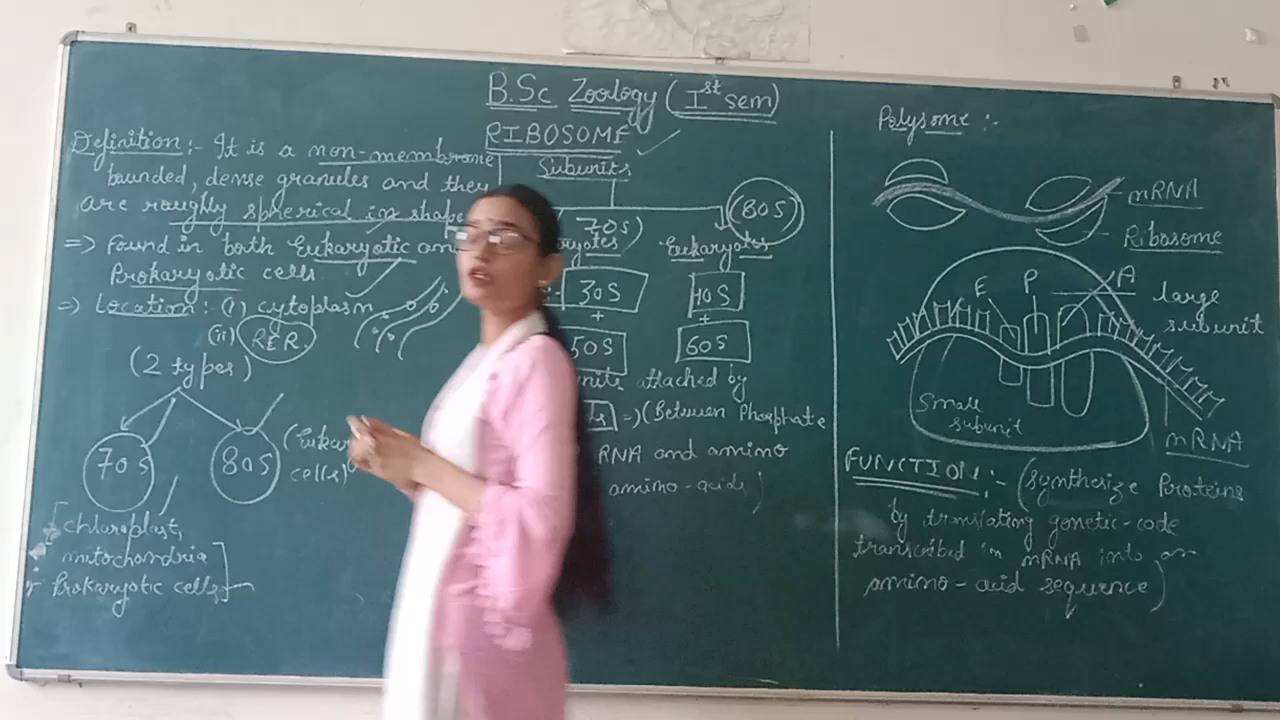 B.Sc Zoology (Ist sem)
RIBOSOME
Definition:- It is a non-membrane
bounded, dense granules and they
are roughly spherical in shape
=> Found in both Eukaryotic an
Prokaryotic cells
=> Location:- (i) cytoplasm
(ii) RER
(2 types)
70s
80s
(Eukar
cells)
chloroplast,
mitochondria
Prokaryotic cells
Subunits
70S)
(80S)
yotes
Eukaryotes
30S
40S
+
+
50S
60S
nits attached by
=> (Between Phosphate
RNA and amino
amino-acids)
Polysome :-
mRNA
Ribosome
E
P
A
large
subunit
Small
subunit
mRNA
FUNCTION:- (Synthesize Proteins
by translating genetic-code
transcribed in mRNA into an
amino-acid sequence)